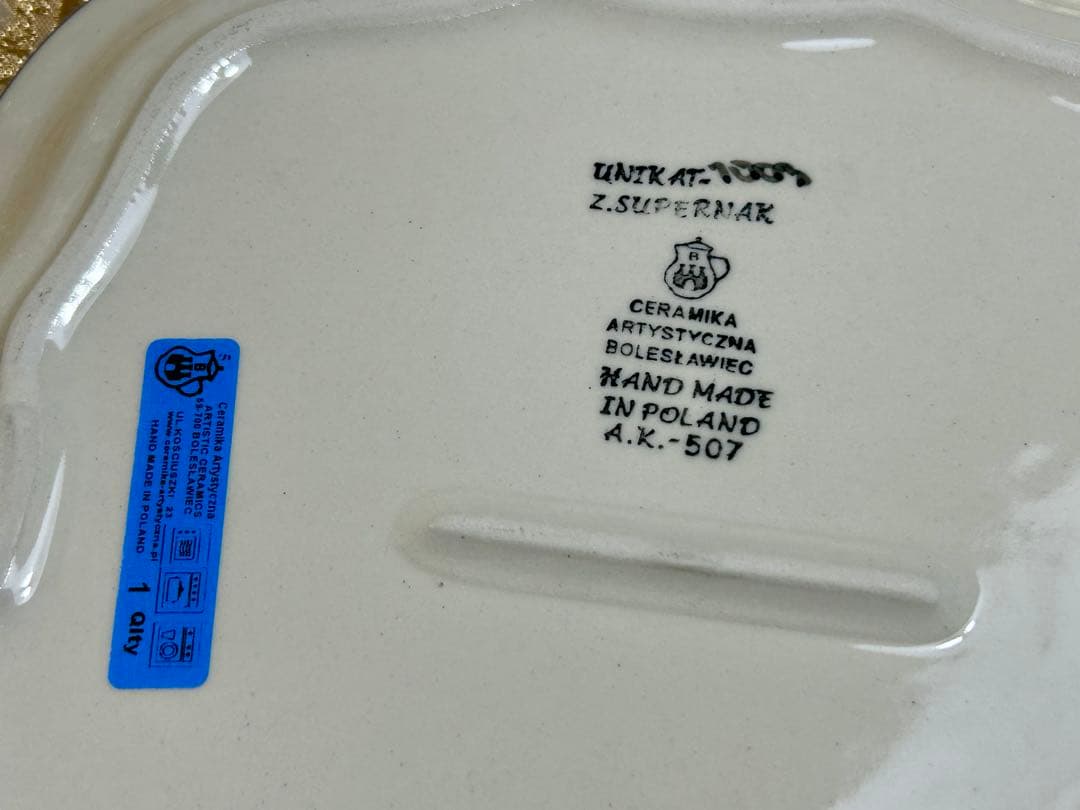 UNIKAT-1009
Z.SUPERNAK
B
CERAMIKA
ARTYSTYCZNA
BOLESŁAWIEC
HAND MADE
IN POLAND
A.K.-507
B
Ceramika Artystyczna
ARTISTIC CERAMICS
59-700 BOLESŁAWIEC
UL.KOŚCIUSZKI 23
www.ceramika-artystyczna.pl
HAND MADE IN POLAND
1 Qlty